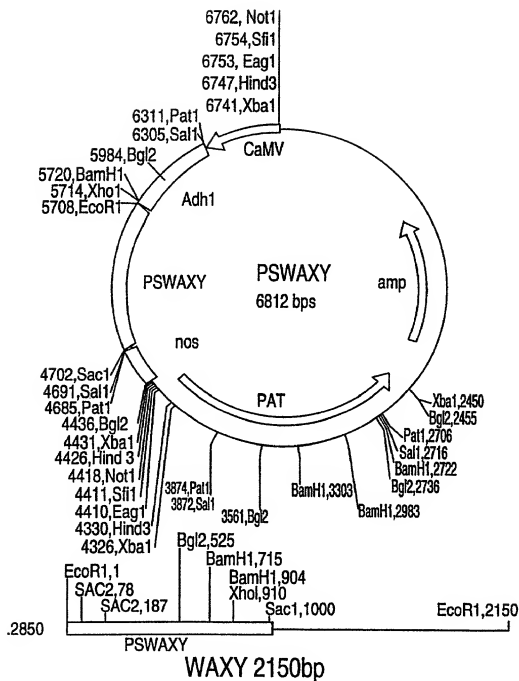 6762, Not1
6754,Sfi1
6753, Eag1
6747,Hind3
6741,Xba1
6311,Pat1
6305,Sal1
5984,Bgl2
5720,BamH1
5714,Xho1
5708,EcoR1
CaMV
Adh1
PSWAXY
PSWAXY
6812 bps
amp
nos
PAT
4702,Sac1
4691,Sal1
4685,Pat1
4436,Bgl2
4431,Xba1
4426,Hind 3
4418,Not1
4411,Sfi1
4410,Eag1
4330,Hind3
4326,Xba1
3874,Pat1
3872,Sal1
3561,Bgl2
BamH1,3303
BamH1,2983
Xba1,2450
Bgl2,2455
Pat1,2706
Sal1,2716
BamH1,2722
Bgl2,2736
EcoR1,1
SAC2,78
SAC2,187
Bgl2,525
BamH1,715
BamH1,904
XhoI,910
Sac1,1000
EcoR1,2150
.2850
PSWAXY
WAXY 2150bp